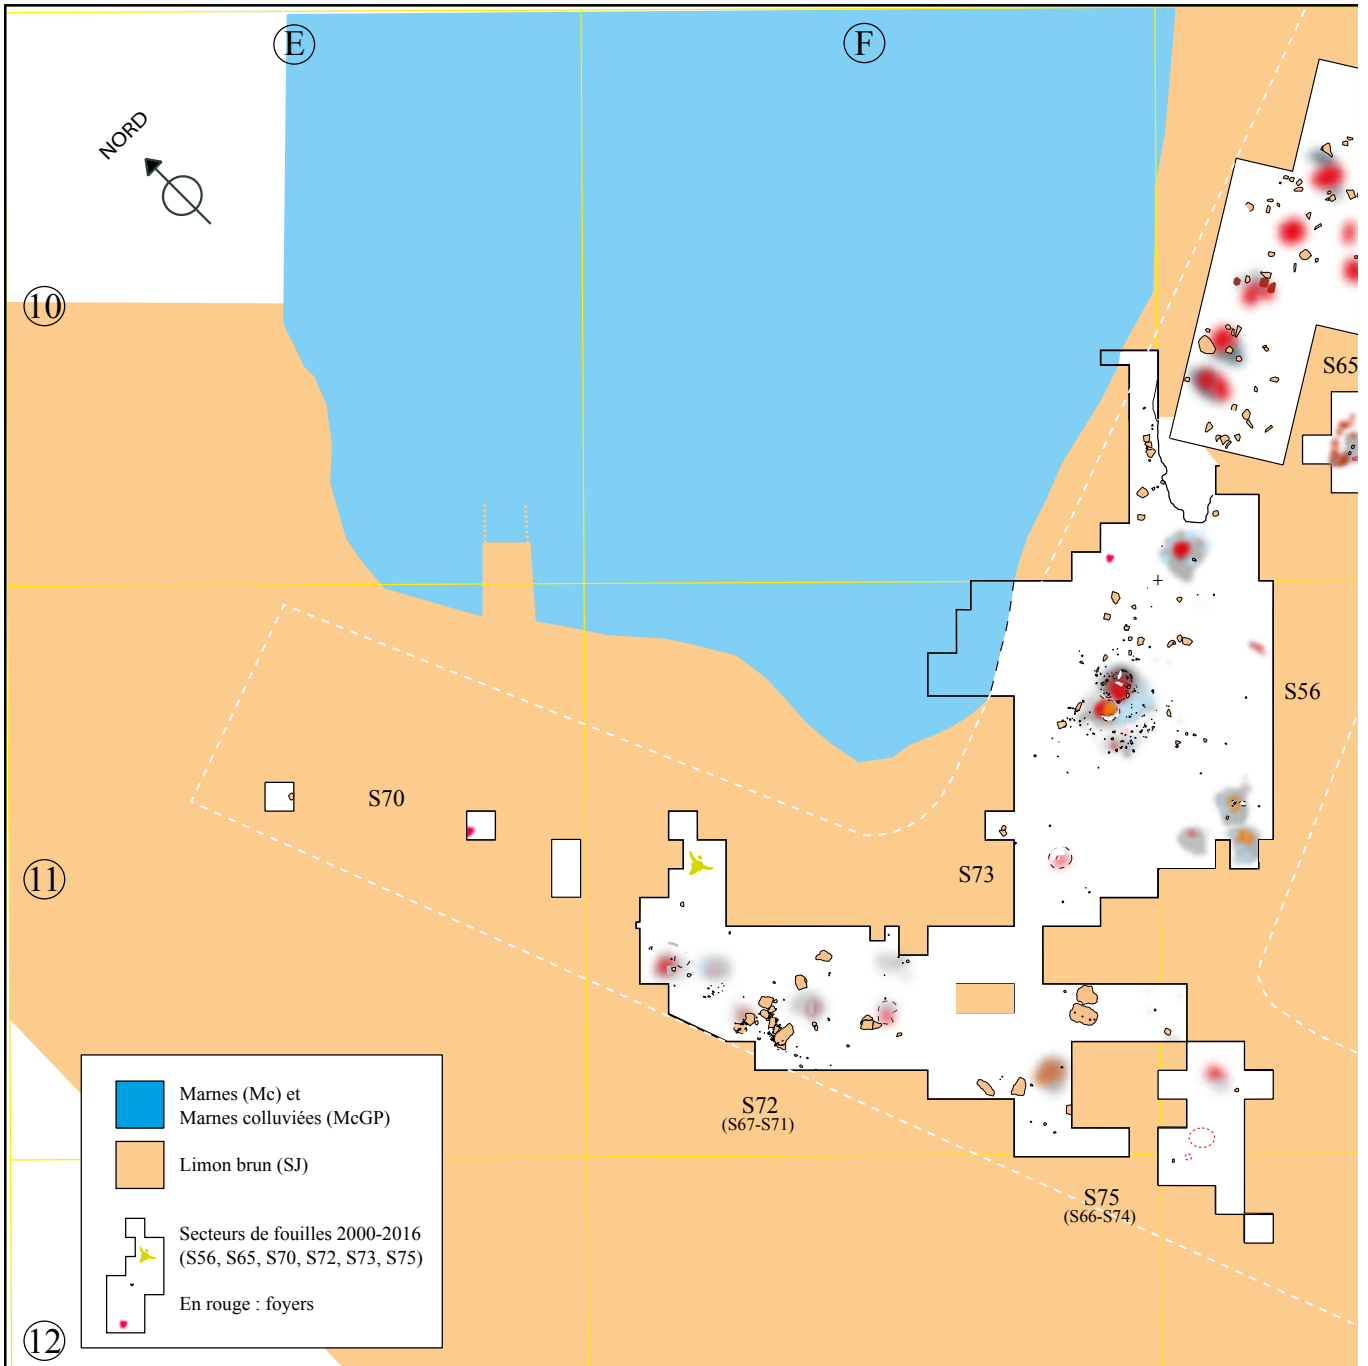 E
F
NORD
10
S65
S56
S70
11
S73
S72
(S67-S71)
S75
(S66-S74)
Marnes (Mc) et
Marnes colluviées (McGP)
Limon brun (SJ)
Secteurs de fouilles 2000-2016
(S56, S65, S70, S72, S73, S75)
En rouge : foyers
12